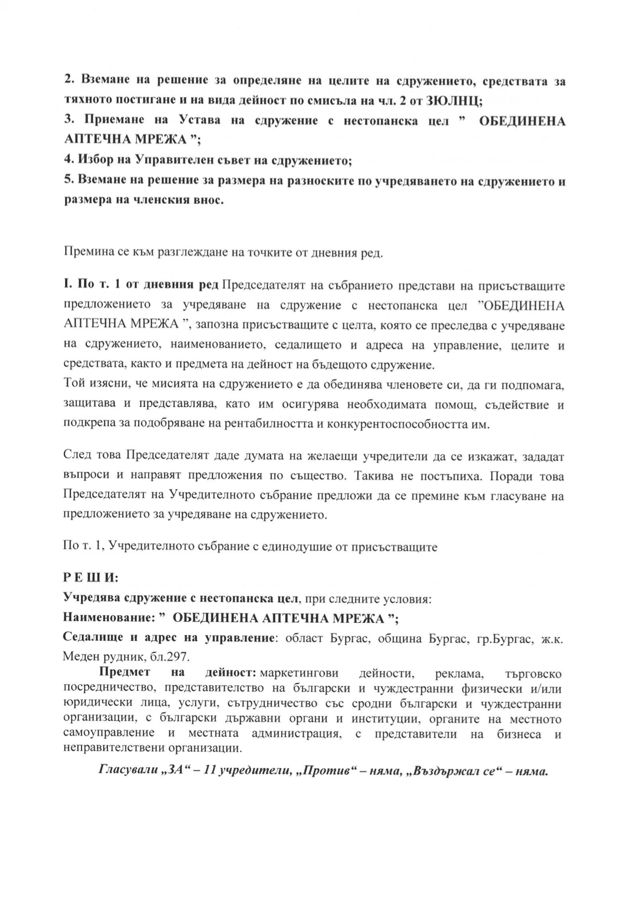 2. Вземане на решение за определяне на целите на сдружението, средствата за
тяхното постигане и на вида дейност по смисъла на чл. 2 от ЗЮЛНЦ;
3. Приемане на Устава на сдружение с нестопанска цел ” ОБЕДИНЕНА
АПТЕЧНА МРЕЖА ”;
4. Избор на Управителен съвет на сдружението;
5. Вземане на решение за размера на разноските по учредяването на сдружението и
размера на членския внос.
Премина се към разглеждане на точките от дневния ред.
I. По т. 1 от дневния ред Председателят на събранието представи на присъстващите
предложението за учредяване на сдружение с нестопанска цел ”ОБЕДИНЕНА
АПТЕЧНА МРЕЖА ”, запозна присъстващите с целта, която се преследва с учредяване
на сдружението, наименованието, седалището и адреса на управление, целите и
средствата, както и предмета на дейност на бъдещото сдружение.
Той изясни, че мисията на сдружението е да обединява членовете си, да ги подпомага,
защитава и представлява, като им осигурява необходимата помощ, съдействие и
подкрепа за подобряване на рентабилността и конкурентоспособността им.
След това Председателят даде думата на желаещи учредители да се изкажат, зададат
въпроси и направят предложения по същество. Такива не постъпиха. Поради това
Председателят на Учредителното събрание предложи да се премине към гласуване на
предложението за учредяване на сдружението.
По т. 1, Учредителното събрание с единодушие от присъстващите
Р Е Ш И:
Учредява сдружение с нестопанска цел, при следните условия:
Наименование: ” ОБЕДИНЕНА АПТЕЧНА МРЕЖА ”;
Седалище и адрес на управление: област Бургас, община Бургас, гр.Бургас, ж.к.
Меден рудник, бл.297.
Предмет на дейност: маркетингови дейности, реклама, търговско
посредничество, представителство на български и чуждестранни физически и/или
юридически лица, услуги, сътрудничество със сродни български и чуждестранни
организации, с български държавни органи и институции, органите на местното
самоуправление и местната администрация, с представители на бизнеса и
неправителствени организации.
Гласували „ЗА“ – 11 учредители, „Против“ – няма, „Въздържал се“ – няма.